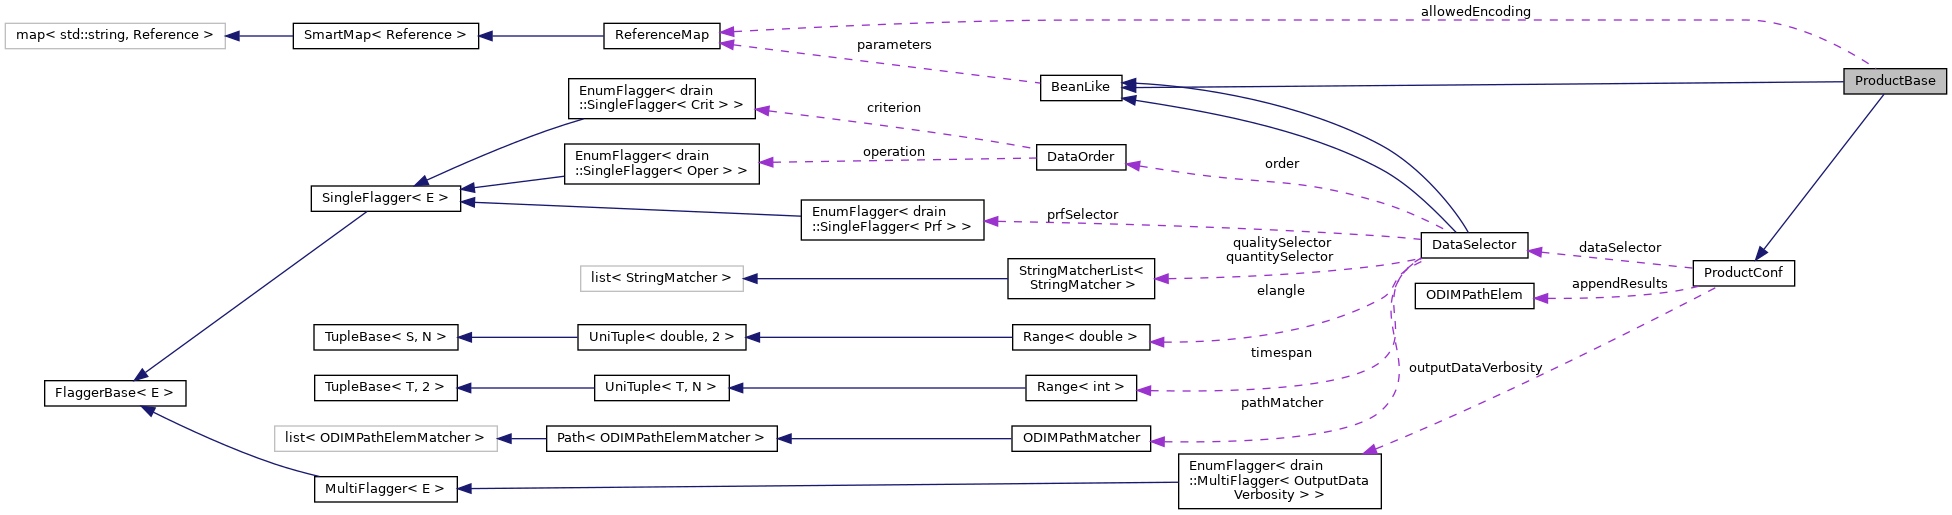 allowedEncoding
map< std::string, Reference >
SmartMap< Reference >
ReferenceMap
parameters
BeanLike
ProductBase
EnumFlagger< drain
::SingleFlagger< Crit > >
criterion
EnumFlagger< drain
::SingleFlagger< Oper > >
operation
DataOrder
order
SingleFlagger< E >
EnumFlagger< drain
::SingleFlagger< Prf > >
prfSelector
DataSelector
dataSelector
ProductConf
qualitySelector
quantitySelector
list< StringMatcher >
StringMatcherList<
StringMatcher >
elangle
ODIMPathElem
appendResults
TupleBase< S, N >
UniTuple< double, 2 >
Range< double >
timespan
outputDataVerbosity
TupleBase< T, 2 >
UniTuple< T, N >
Range< int >
FlaggerBase< E >
pathMatcher
list< ODIMPathElemMatcher >
Path< ODIMPathElemMatcher >
ODIMPathMatcher
MultiFlagger< E >
EnumFlagger< drain
::MultiFlagger< OutputData
Verbosity > >